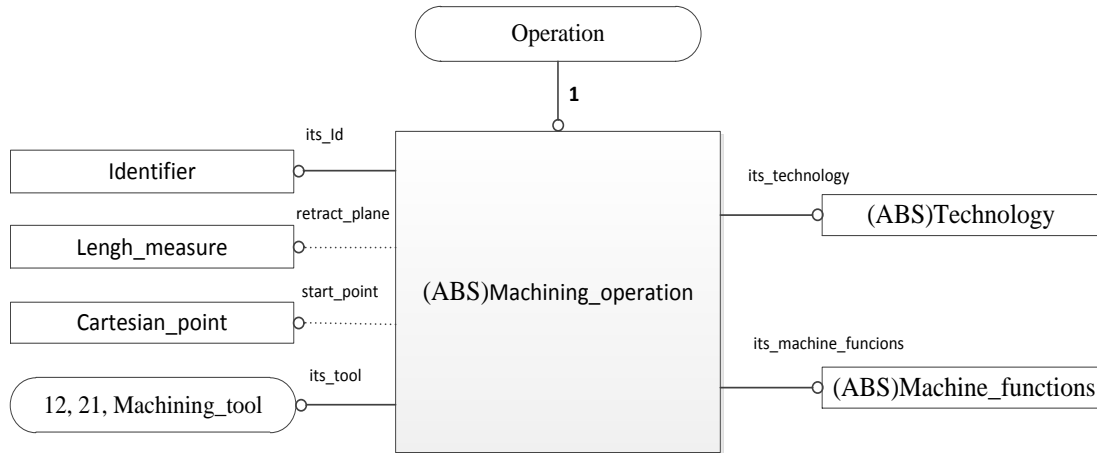 Operation
1
its_Id
Identifier
retract_plane
Lengh_measure
start_point
Cartesian_point
its_tool
12, 21, Machining_tool
(ABS)Machining_operation
its_technology
(ABS)Technology
its_machine_funcions
(ABS)Machine_functions